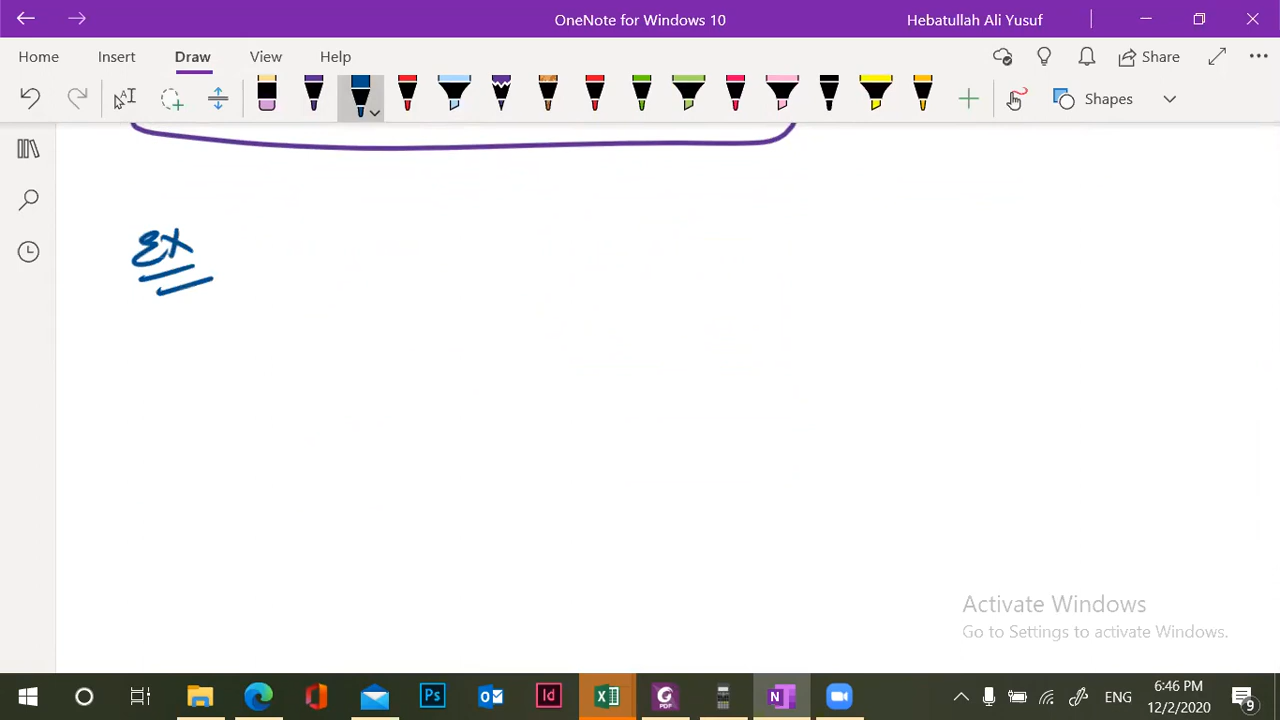 OneNote for Windows 10
Hebatullah Ali Yusuf
Home Insert Draw View Help
Share
Shapes
Ex
Activate Windows
Go to Settings to activate Windows.
ENG
6:46 PM
12/2/2020
9